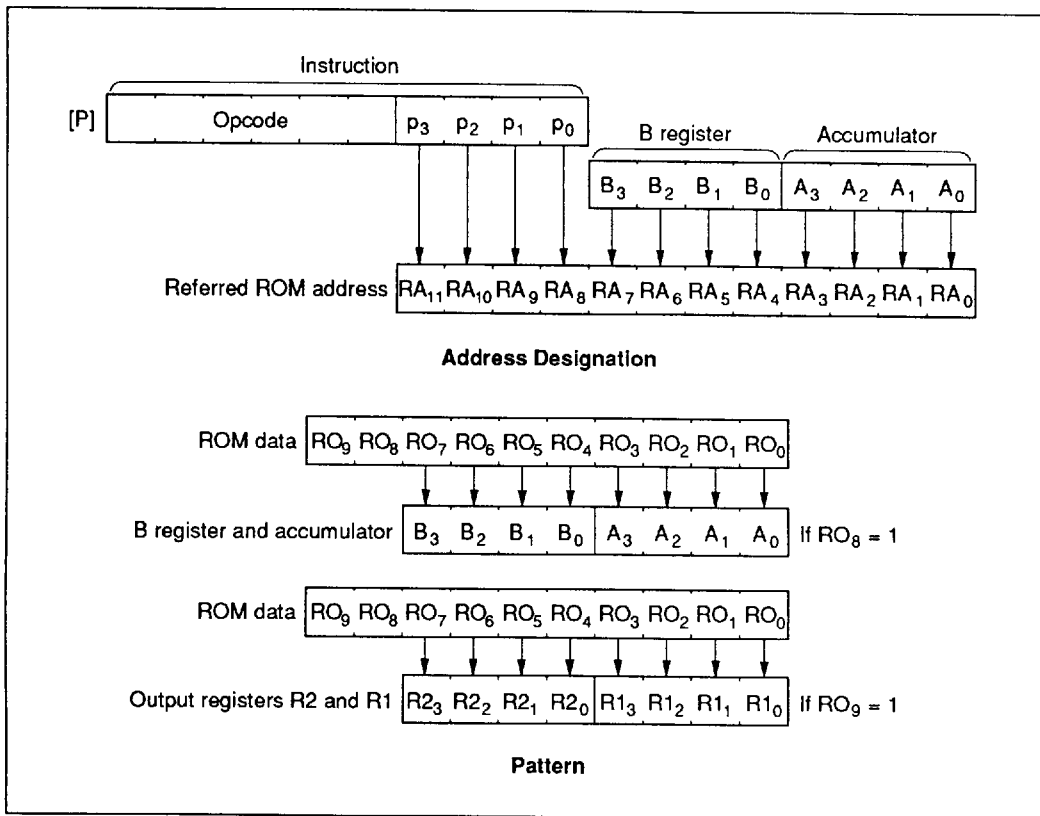 Instruction
[P] Opcode p₃ p₂ p₁ p₀
B register Accumulator
B₃ B₂ B₁ B₀ A₃ A₂ A₁ A₀
Referred ROM address RA₁₁ RA₁₀ RA₉ RA₈ RA₇ RA₆ RA₅ RA₄ RA₃ RA₂ RA₁ RA₀
Address Designation
ROM data RO₉ RO₈ RO₇ RO₆ RO₅ RO₄ RO₃ RO₂ RO₁ RO₀
B register and accumulator B₃ B₂ B₁ B₀ A₃ A₂ A₁ A₀ If RO₈ = 1
ROM data RO₉ RO₈ RO₇ RO₆ RO₅ RO₄ RO₃ RO₂ RO₁ RO₀
Output registers R2 and R1 R2₃ R2₂ R2₁ R2₀ R1₃ R1₂ R1₁ R1₀ If RO₉ = 1
Pattern